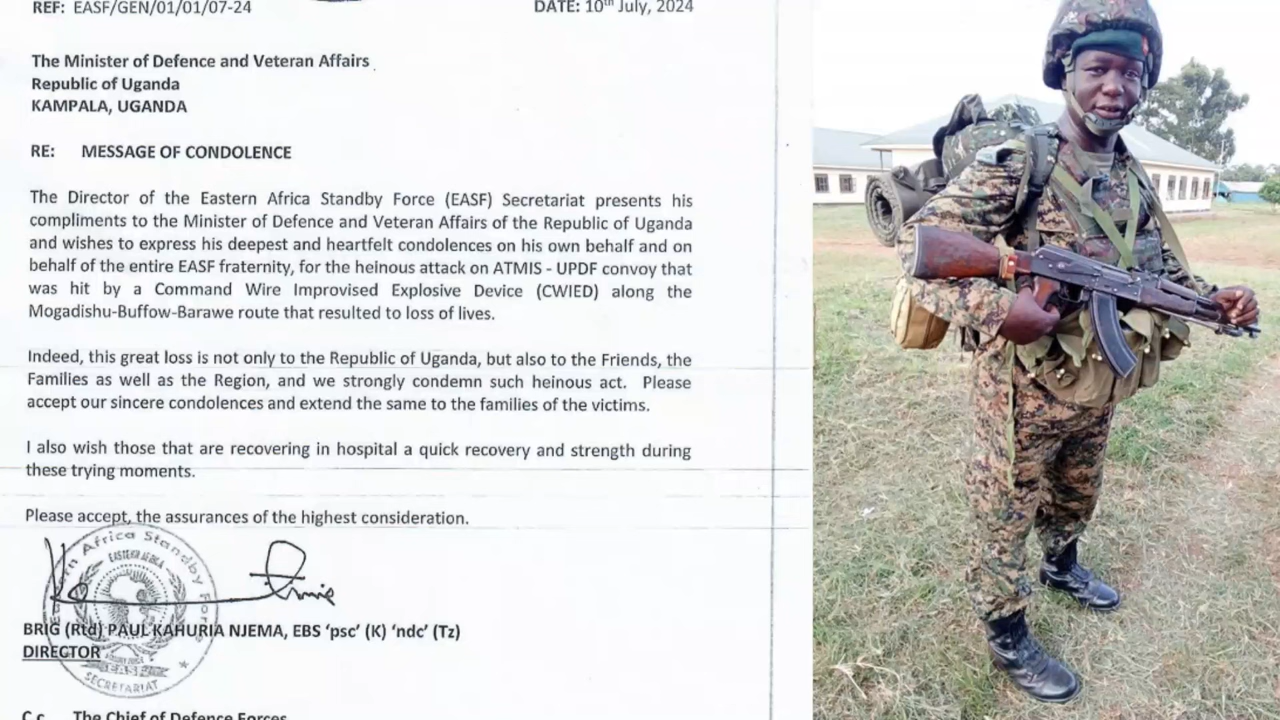 REF: EASF/GEN/01/01/07-24
DATE: 10th July, 2024
The Minister of Defence and Veteran Affairs
Republic of Uganda
KAMPALA, UGANDA
RE: MESSAGE OF CONDOLENCE
The Director of the Eastern Africa Standby Force (EASF) Secretariat presents his
compliments to the Minister of Defence and Veteran Affairs of the Republic of Uganda
and wishes to express his deepest and heartfelt condolences on his own behalf and on
behalf of the entire EASF fraternity, for the heinous attack on ATMIS - UPDF convoy that
was hit by a Command Wire Improvised Explosive Device (CWIED) along the
Mogadishu-Buffow-Barawe route that resulted to loss of lives.
Indeed, this great loss is not only to the Republic of Uganda, but also to the Friends, the
Families as well as the Region, and we strongly condemn such heinous act. Please
accept our sincere condolences and extend the same to the families of the victims.
I also wish those that are recovering in hospital a quick recovery and strength during
these trying moments.
Please accept, the assurances of the highest consideration.
Africa Standby Force
EASTERN AFRICA
BRIG (Rtd) PAUL KAHURIA NJEMA, EBS ‘psc’ (K) ‘ndc’ (Tz)
DIRECTOR
SECRETARIAT
C.c The Chief of Defence Forces